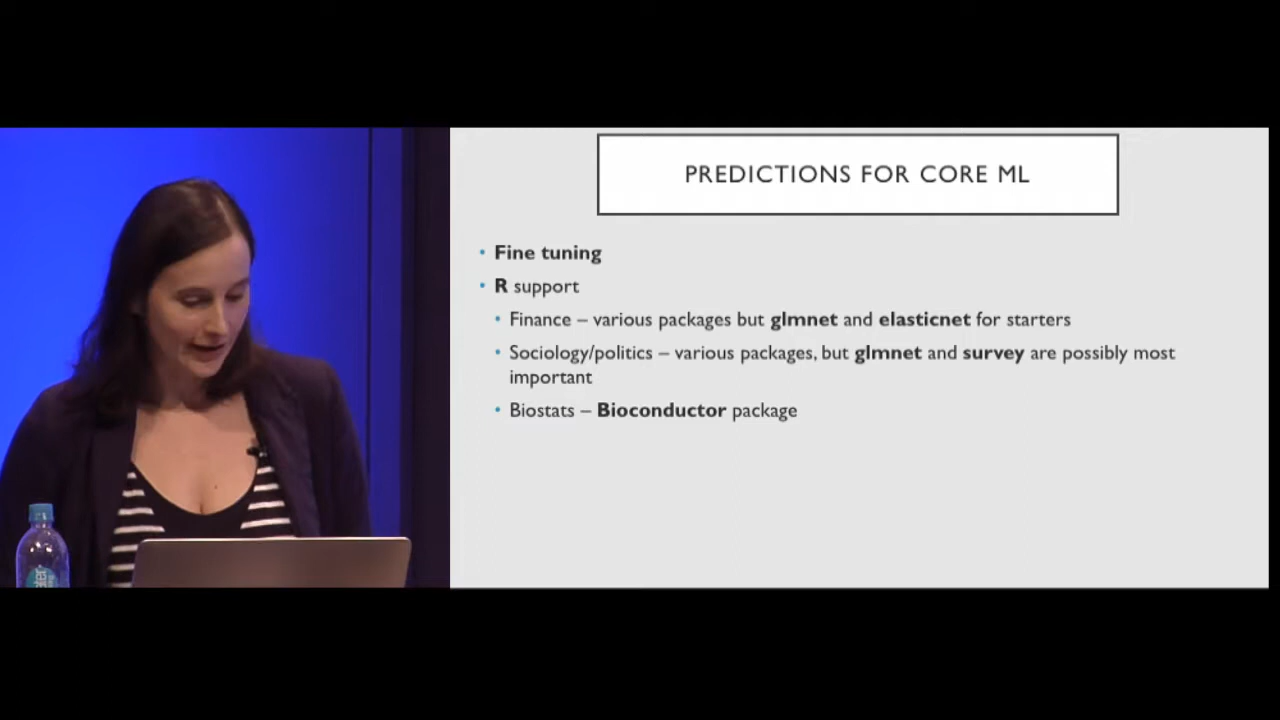 PREDICTIONS FOR CORE ML
• Fine tuning
• R support
• Finance – various packages but glmnet and elasticnet for starters
• Sociology/politics – various packages, but glmnet and survey are possibly most
important
• Biostats – Bioconductor package